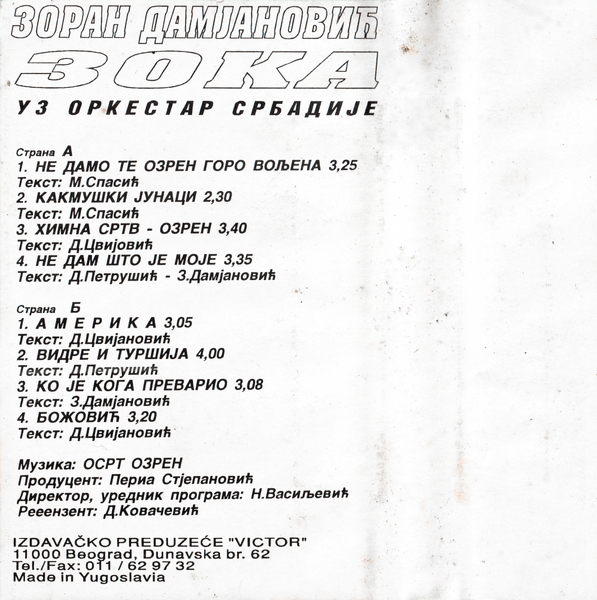 ЗОРАН ДАМЈАНОВИЋ
ЗОКА
УЗ ОРКЕСТАР СРБАДИЈЕ
Страна А
1. НЕ ДАМО ТЕ ОЗРЕН ГОРО ВОЉЕНА 3,25
Текст: М.Спасић
2. КАКМУШКИ ЈУНАЦИ 2,30
Текст: М.Спасић
3. ХИМНА СРТВ - ОЗРЕН 3,40
Текст: Д.Цвијовић
4. НЕ ДАМ ШТО ЈЕ МОЈЕ 3,35
Текст: Д.Петрушић - З.Дамјановић
Страна Б
1. А М Е Р И К А 3,05
Текст: Д.Цвијановић
2. ВИДРЕ И ТУРШИЈА 4,00
Текст: Д.Петрушић
3. КО ЈЕ КОГА ПРЕВАРИО 3,08
Текст: З.Дамјановић
4. БОЖОВИЋ 3,20
Текст: Д.Цвијановић
Музика: ОСРТ ОЗРЕН
Продуцент: Периа Стјепановић
Директор, уредник програма: Н.Васиљевић
Рееензент: Д.Ковачевић
IZDAVAČKO PREDUZEĆE "VICTOR"
11000 Beograd, Dunavska br. 62
Tel./Fax: 011 / 62 97 32
Made in Yugoslavia